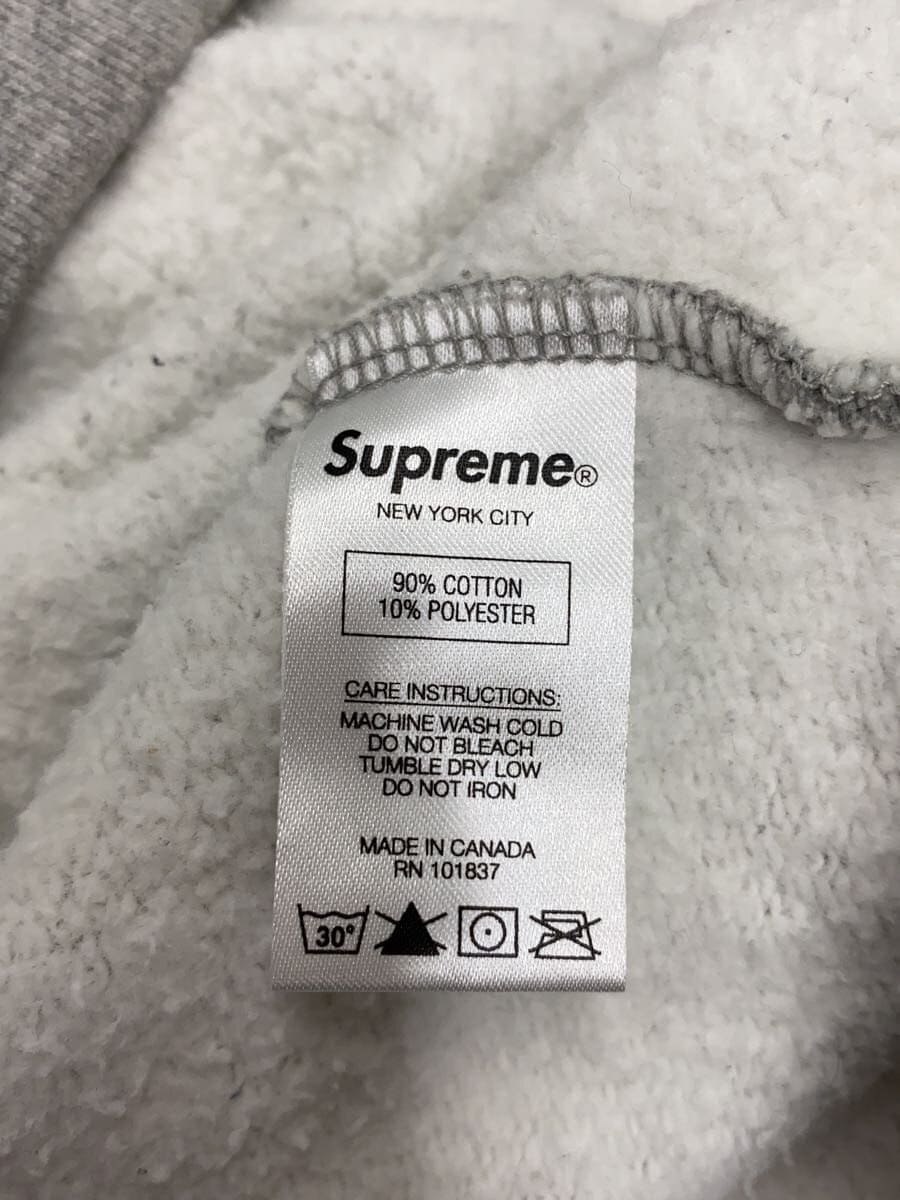 Supreme®
NEW YORK CITY
90% COTTON
10% POLYESTER
CARE INSTRUCTIONS:
MACHINE WASH COLD
DO NOT BLEACH
TUMBLE DRY LOW
DO NOT IRON
MADE IN CANADA
RN 101837
30°